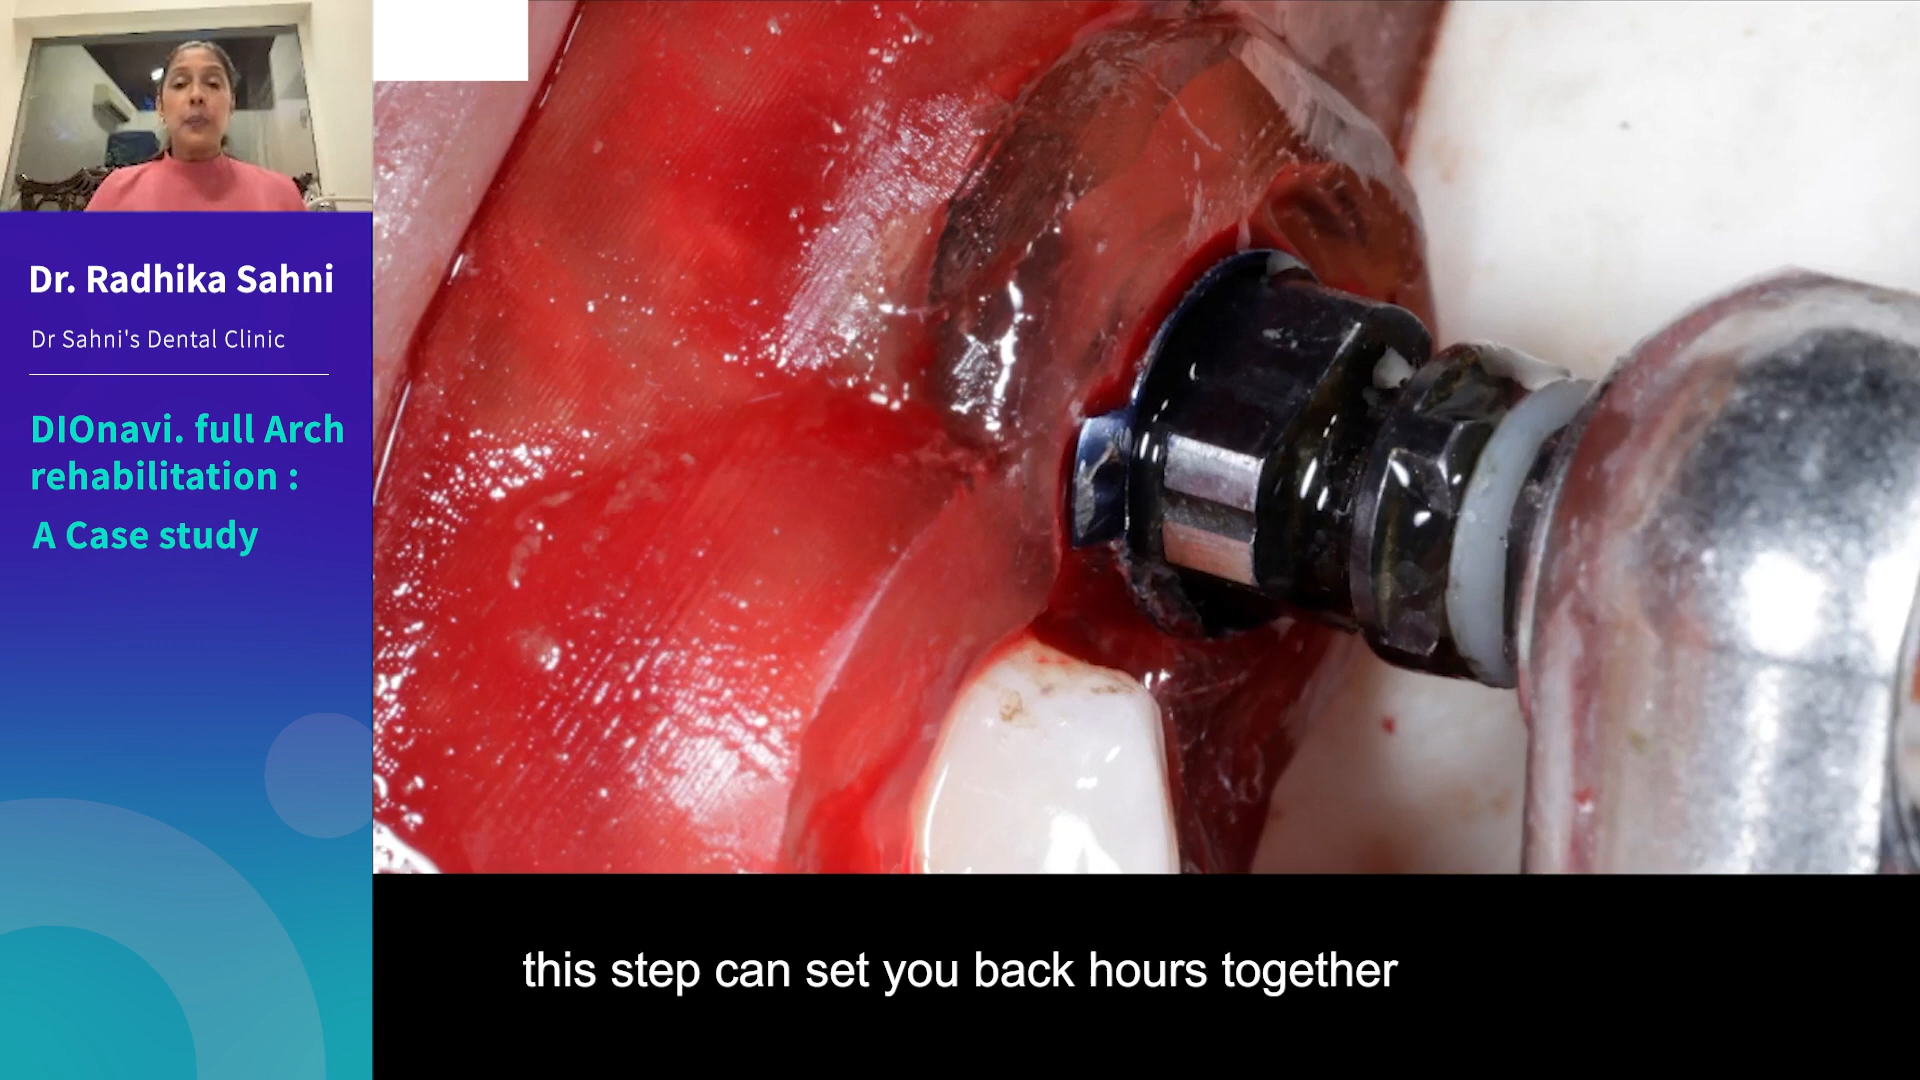 Dr. Radhika Sahni
Dr Sahni's Dental Clinic
DIOnavi. full Arch
rehabilitation :
A Case study
this step can set you back hours together